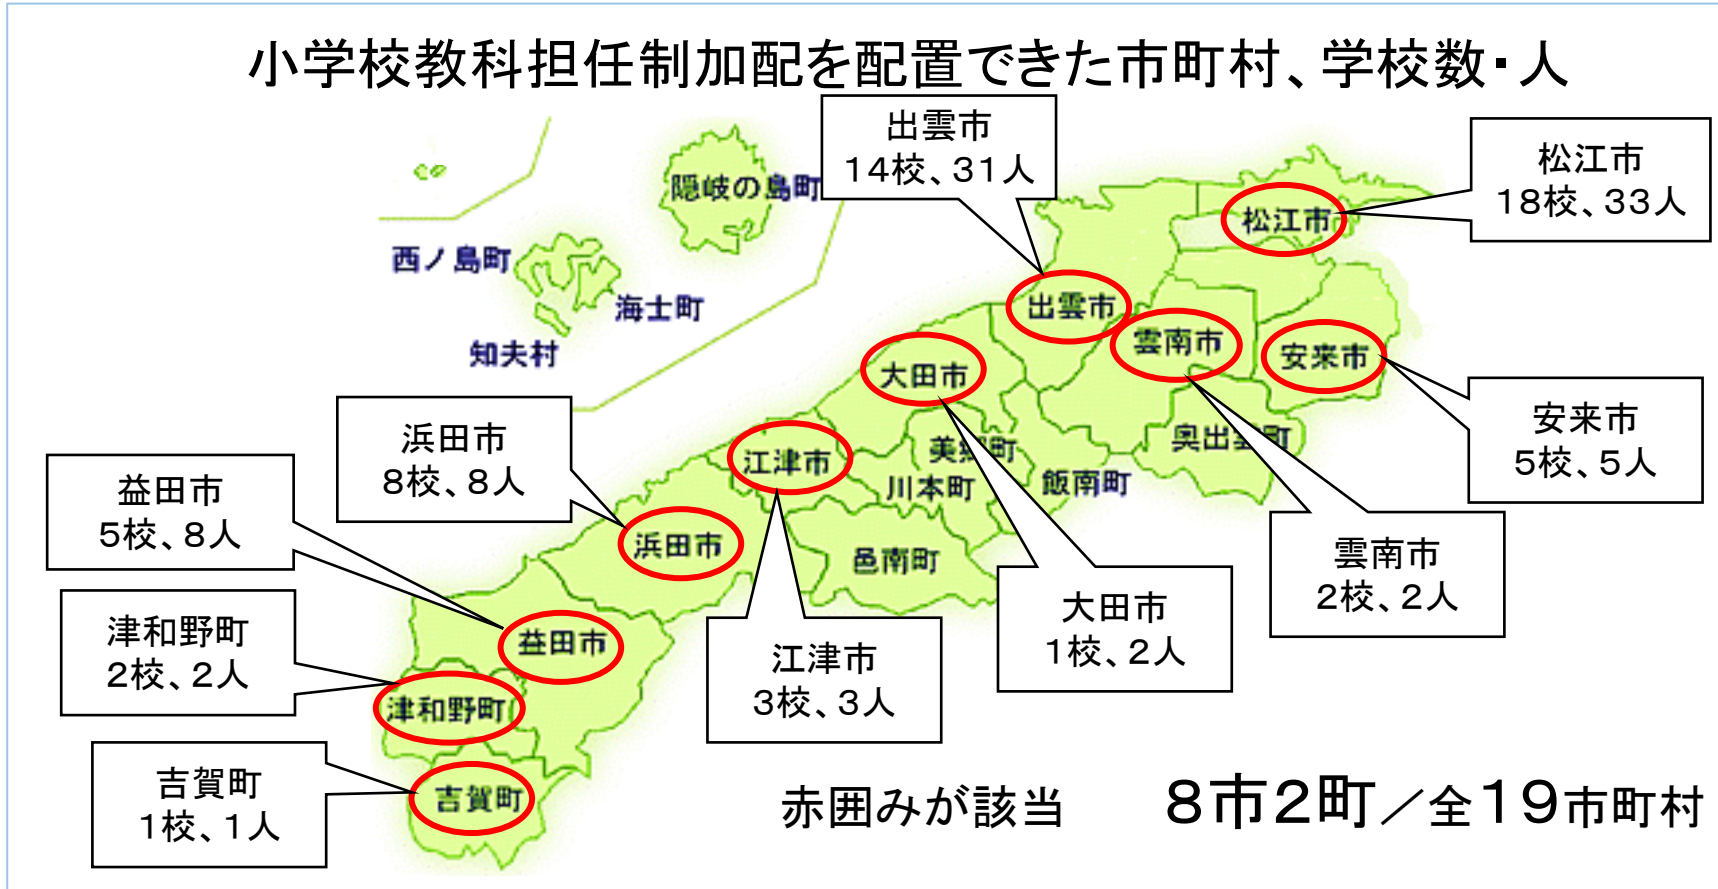 小学校教科担任制加配を配置できた市町村、学校数・人
出雲市
14校、31人
松江市
18校、33人
隠岐の島町
松江市
西ノ島町
海士町
出雲市
知夫村
雲南市
安来市
大田市
安来市
5校、5人
浜田市
8校、8人
江津市
美郷町
奥出雲町
川本町
飯南町
益田市
5校、8人
浜田市
邑南町
雲南市
2校、2人
大田市
1校、2人
津和野町
2校、2人
益田市
江津市
3校、3人
津和野町
吉賀町
1校、1人
吉賀町
赤囲みが該当 8市2町／全19市町村